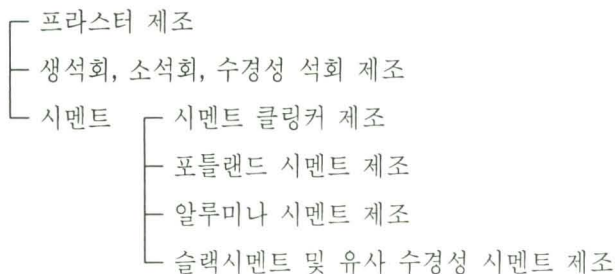 프라스터 제조
생석회, 소석회, 수경성 석회 제조
시멘트 시멘트 클링커 제조
포틀랜드 시멘트 제조
알루미나 시멘트 제조
슬랙시멘트 및 유사 수경성 시멘트 제조